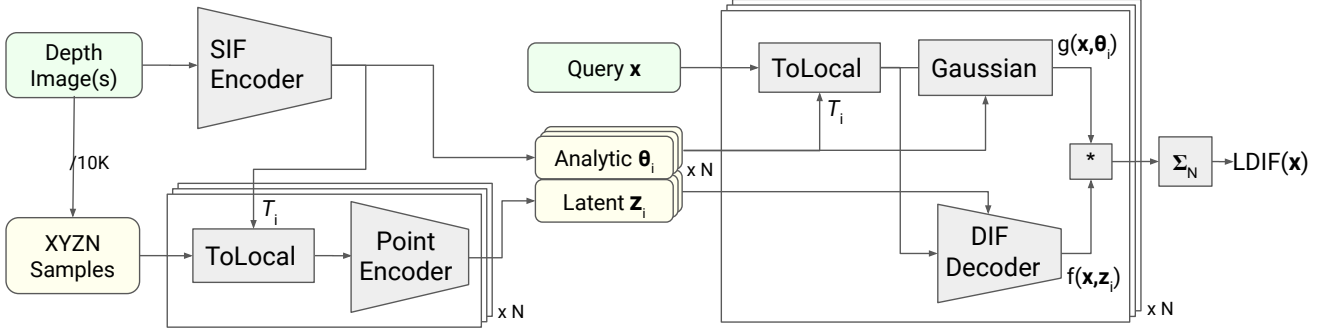 Depth
Image(s)
SIF
Encoder
/10K
XYZN
Samples
T_i
ToLocal
Point
Encoder
x N
Query x
Analytic θ_i
x N
Latent z_i
ToLocal
T_i
Gaussian
g(x,θ_i)
*
Σ_N
LDIF(x)
DIF
Decoder
f(x,z_i)
x N